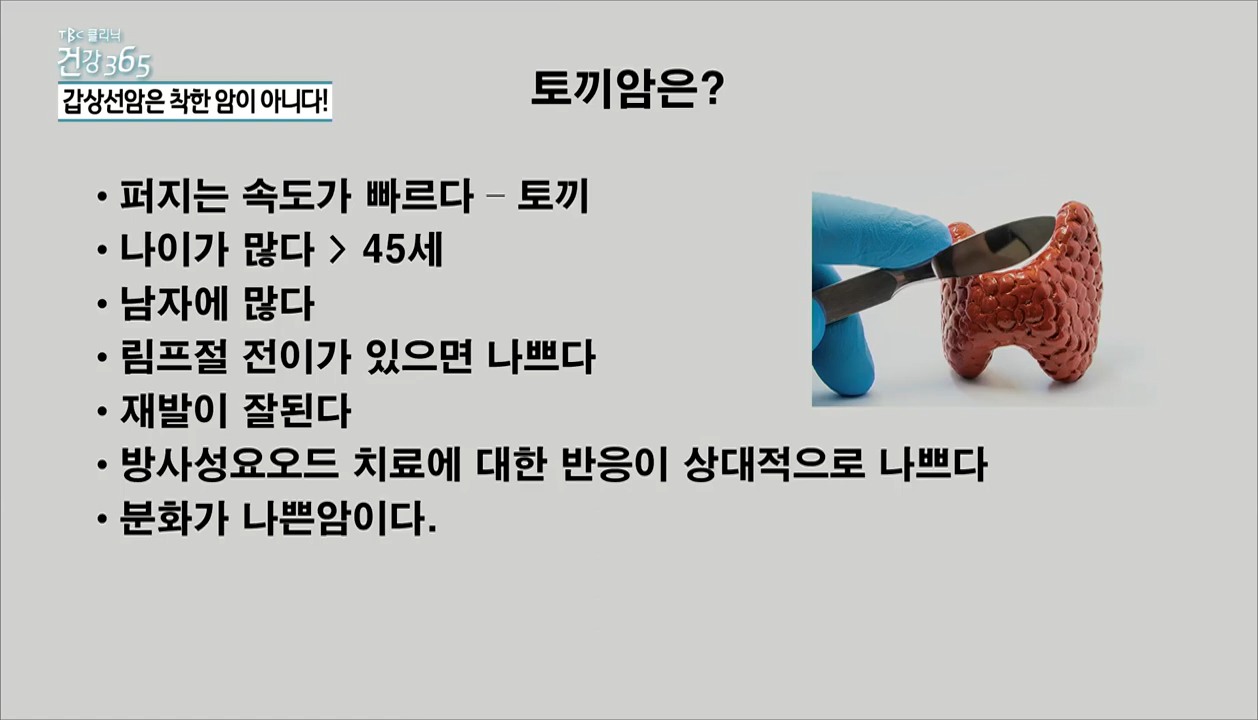 TBC 클리닉
건강365
갑상선암은 착한 암이 아니다!
토끼암은?
• 퍼지는 속도가 빠르다 – 토끼
• 나이가 많다 > 45세
• 남자에 많다
• 림프절 전이가 있으면 나쁘다
• 재발이 잘된다
• 방사성요오드 치료에 대한 반응이 상대적으로 나쁘다
• 분화가 나쁜암이다.